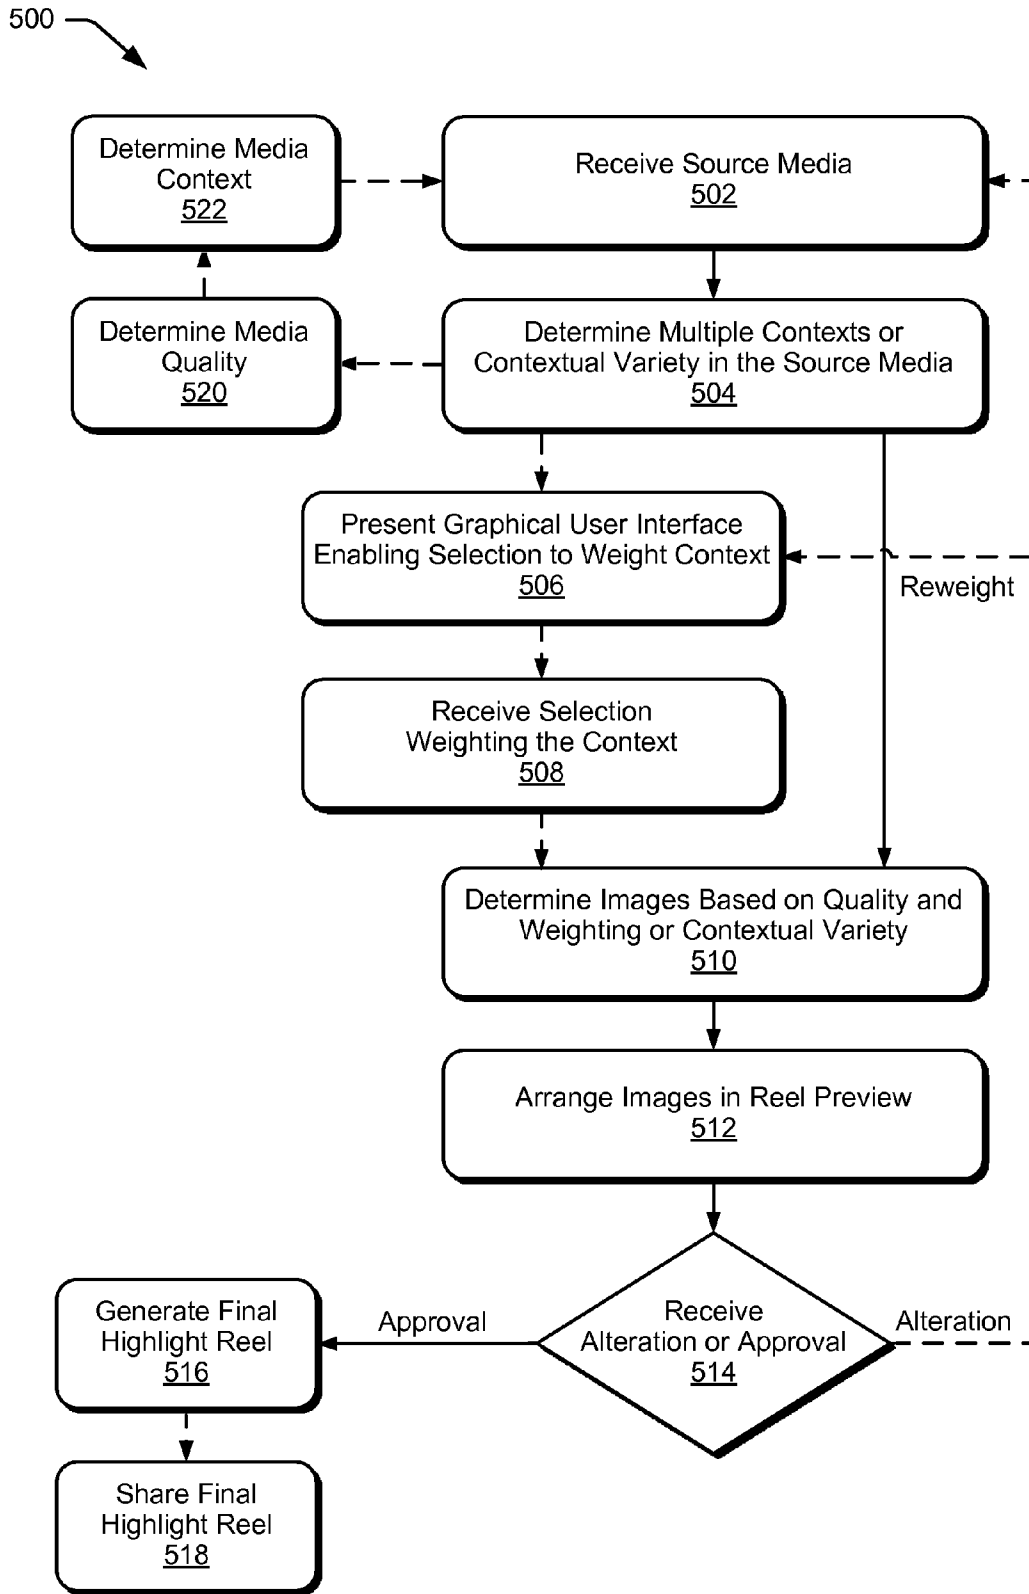 500
Determine Media
Context
522
Receive Source Media
502
Determine Media
Quality
520
Determine Multiple Contexts or
Contextual Variety in the Source Media
504
Present Graphical User Interface
Enabling Selection to Weight Context
506
Reweight
Receive Selection
Weighting the Context
508
Determine Images Based on Quality and
Weighting or Contextual Variety
510
Arrange Images in Reel Preview
512
Receive
Alteration or Approval
514
Approval
Alteration
Generate Final
Highlight Reel
516
Share Final
Highlight Reel
518